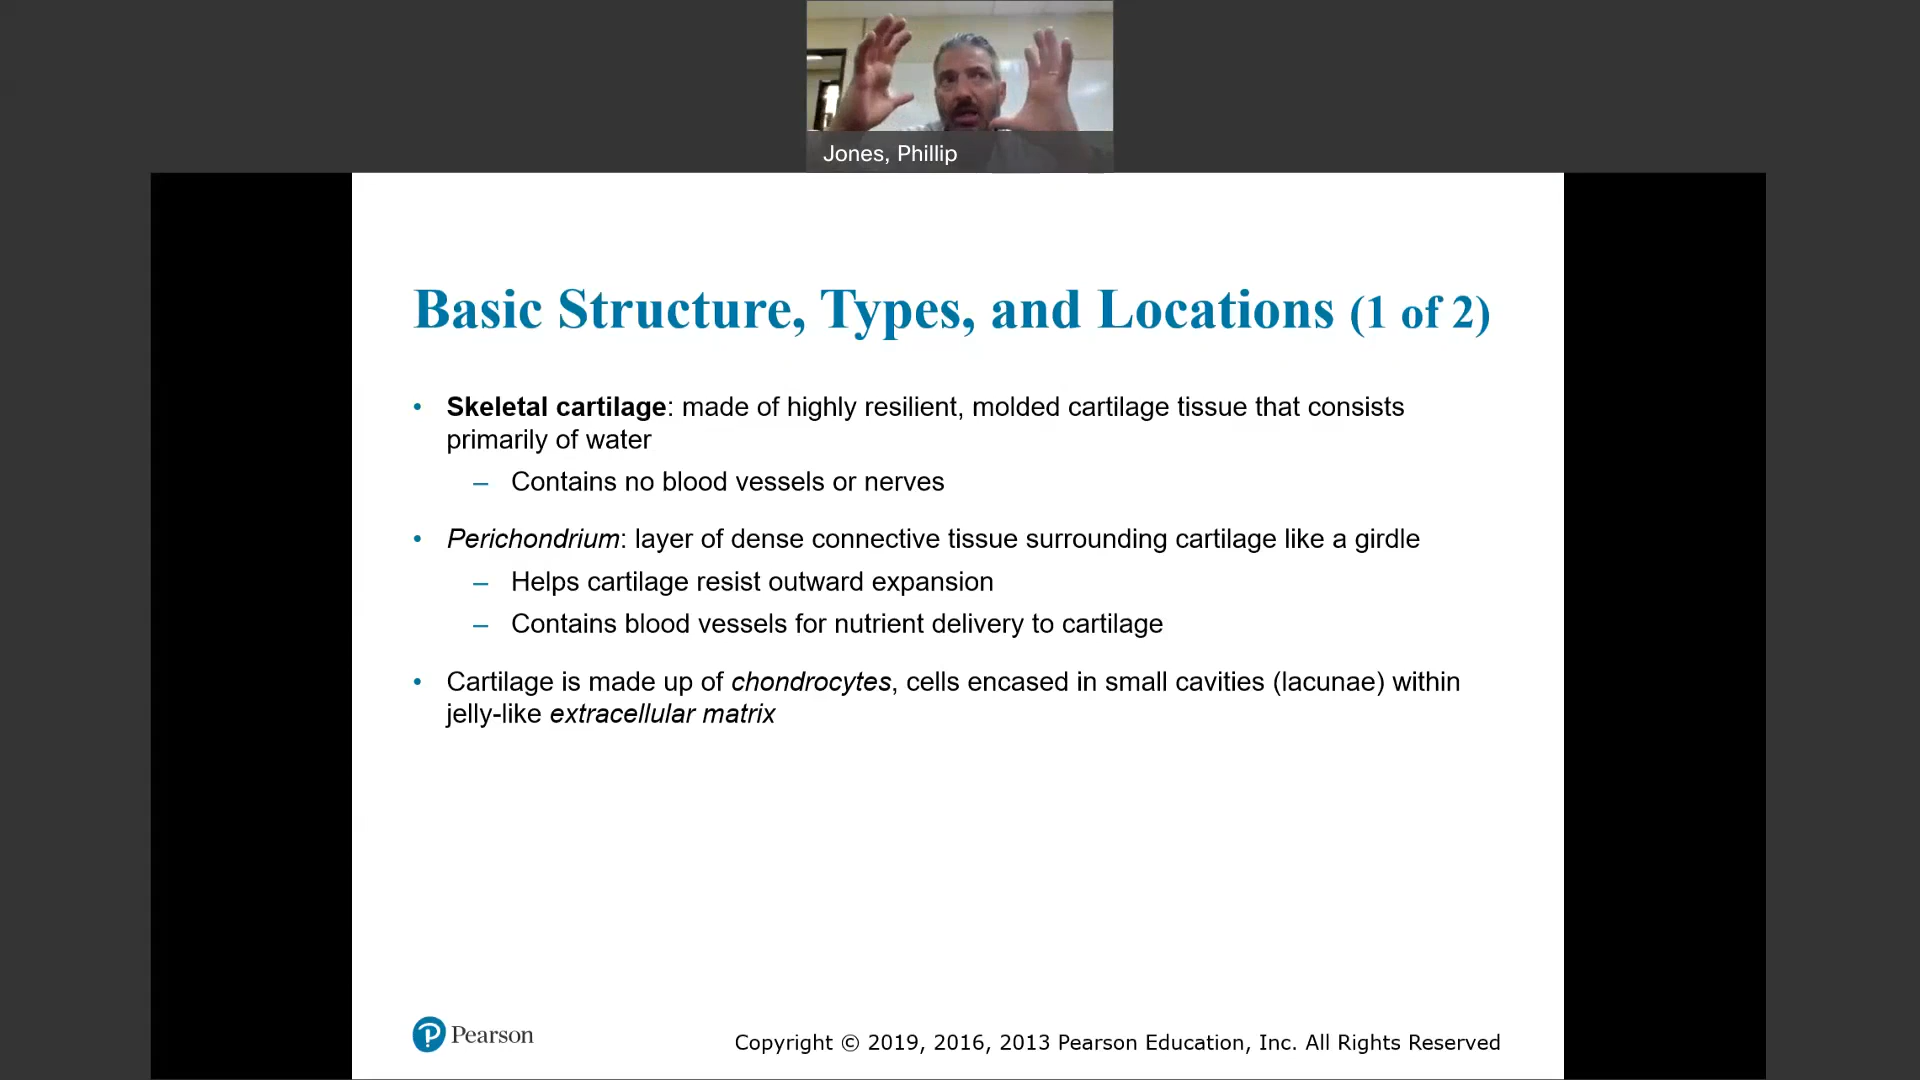 Jones, Phillip
Basic Structure, Types, and Locations (1 of 2)
• Skeletal cartilage: made of highly resilient, molded cartilage tissue that consists
primarily of water
– Contains no blood vessels or nerves
• Perichondrium: layer of dense connective tissue surrounding cartilage like a girdle
– Helps cartilage resist outward expansion
– Contains blood vessels for nutrient delivery to cartilage
• Cartilage is made up of chondrocytes, cells encased in small cavities (lacunae) within
jelly-like extracellular matrix
Pearson
Copyright © 2019, 2016, 2013 Pearson Education, Inc. All Rights Reserved